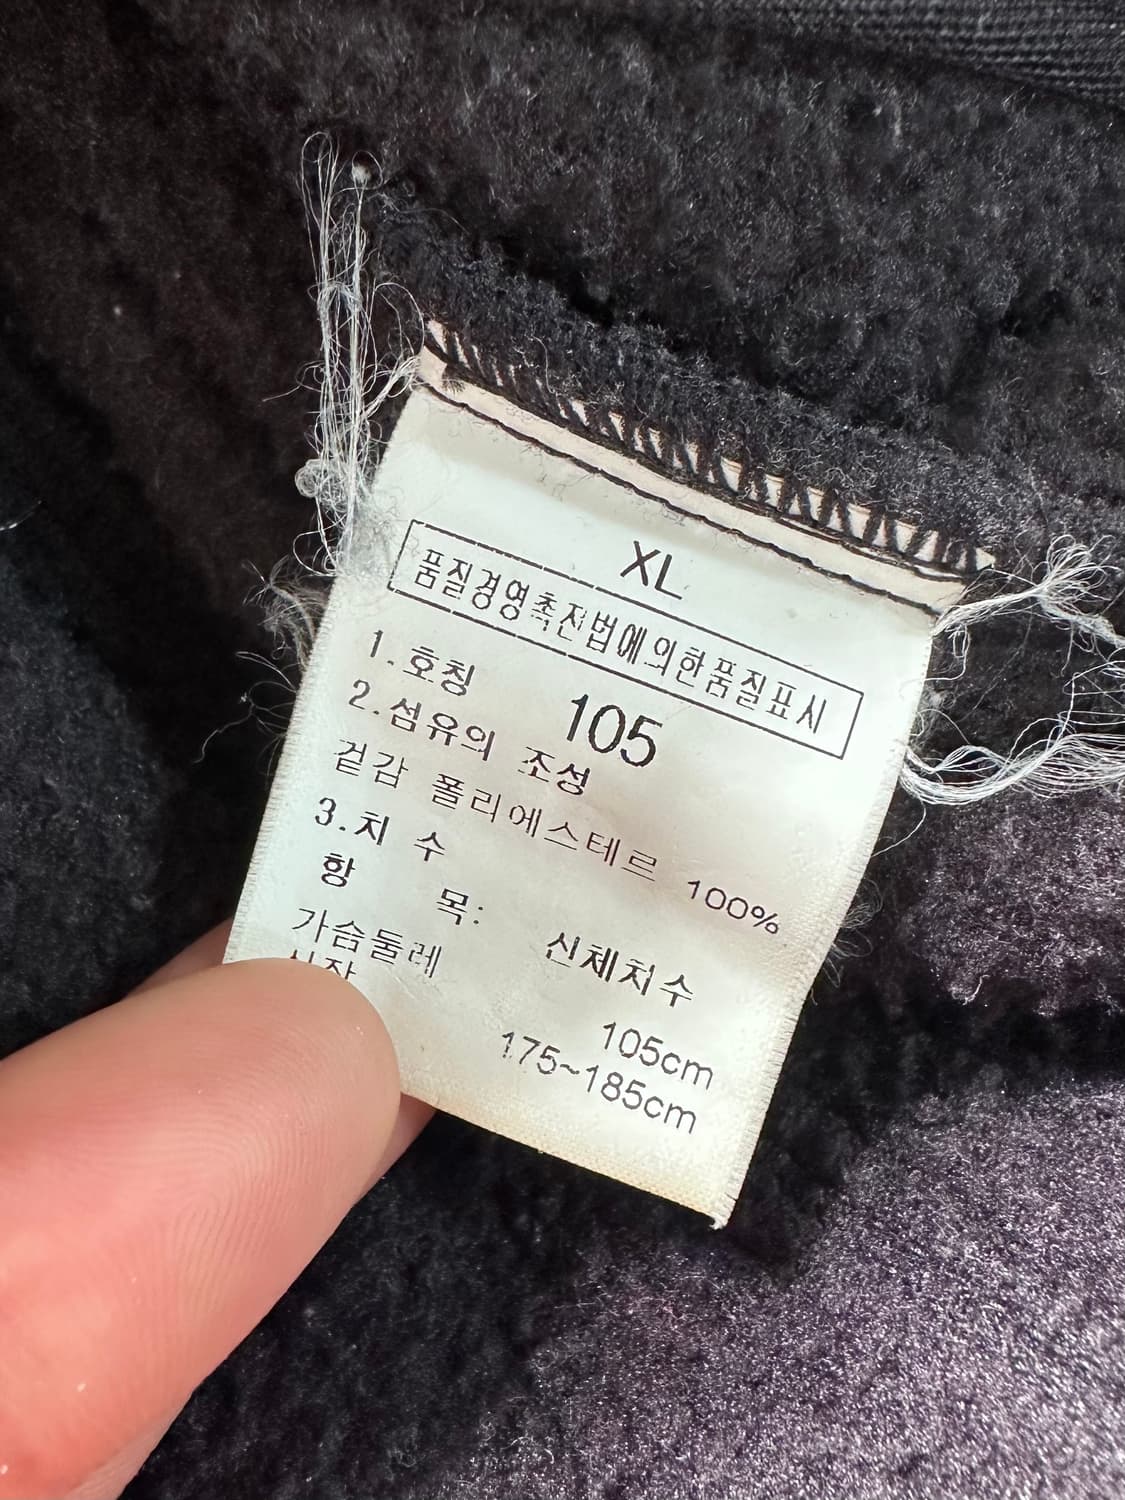 XL
품질경영촉진법에의한품질표시
1.호칭 105
2.섬유의 조성
겉감 폴리에스테르 100%
3.치 수
항 목: 신체치수
가슴둘레 105cm
신장 175~185cm